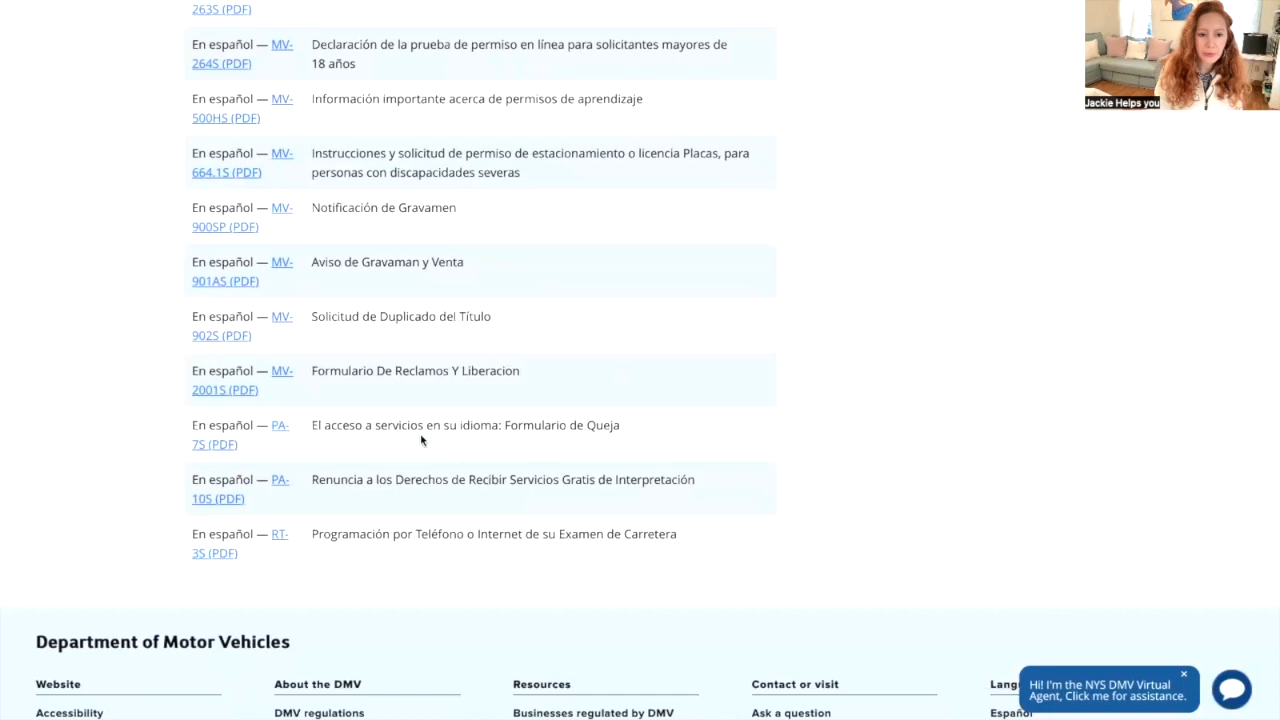 263S (PDF)
En español — MV-
264S (PDF)
Declaración de la prueba de permiso en línea para solicitantes mayores de
18 años
En español — MV-
500HS (PDF)
Información importante acerca de permisos de aprendizaje
En español — MV-
664.1S (PDF)
Instrucciones y solicitud de permiso de estacionamiento o licencia Placas, para
personas con discapacidades severas
En español — MV-
900SP (PDF)
Notificación de Gravamen
En español — MV-
901AS (PDF)
Aviso de Gravaman y Venta
En español — MV-
902S (PDF)
Solicitud de Duplicado del Título
En español — MV-
2001S (PDF)
Formulario De Reclamos Y Liberacion
En español — PA-
7S (PDF)
El acceso a servicios en su idioma: Formulario de Queja
En español — PA-
10S (PDF)
Renuncia a los Derechos de Recibir Servicios Gratis de Interpretación
En español — RT-
3S (PDF)
Programación por Teléfono o Internet de su Examen de Carretera
Jackie Helps you
Department of Motor Vehicles
Website
Accessibility
About the DMV
DMV regulations
Resources
Businesses regulated by DMV
Contact or visit
Ask a question
Español
Hi! I'm the NYS DMV Virtual
Agent, Click me for assistance.